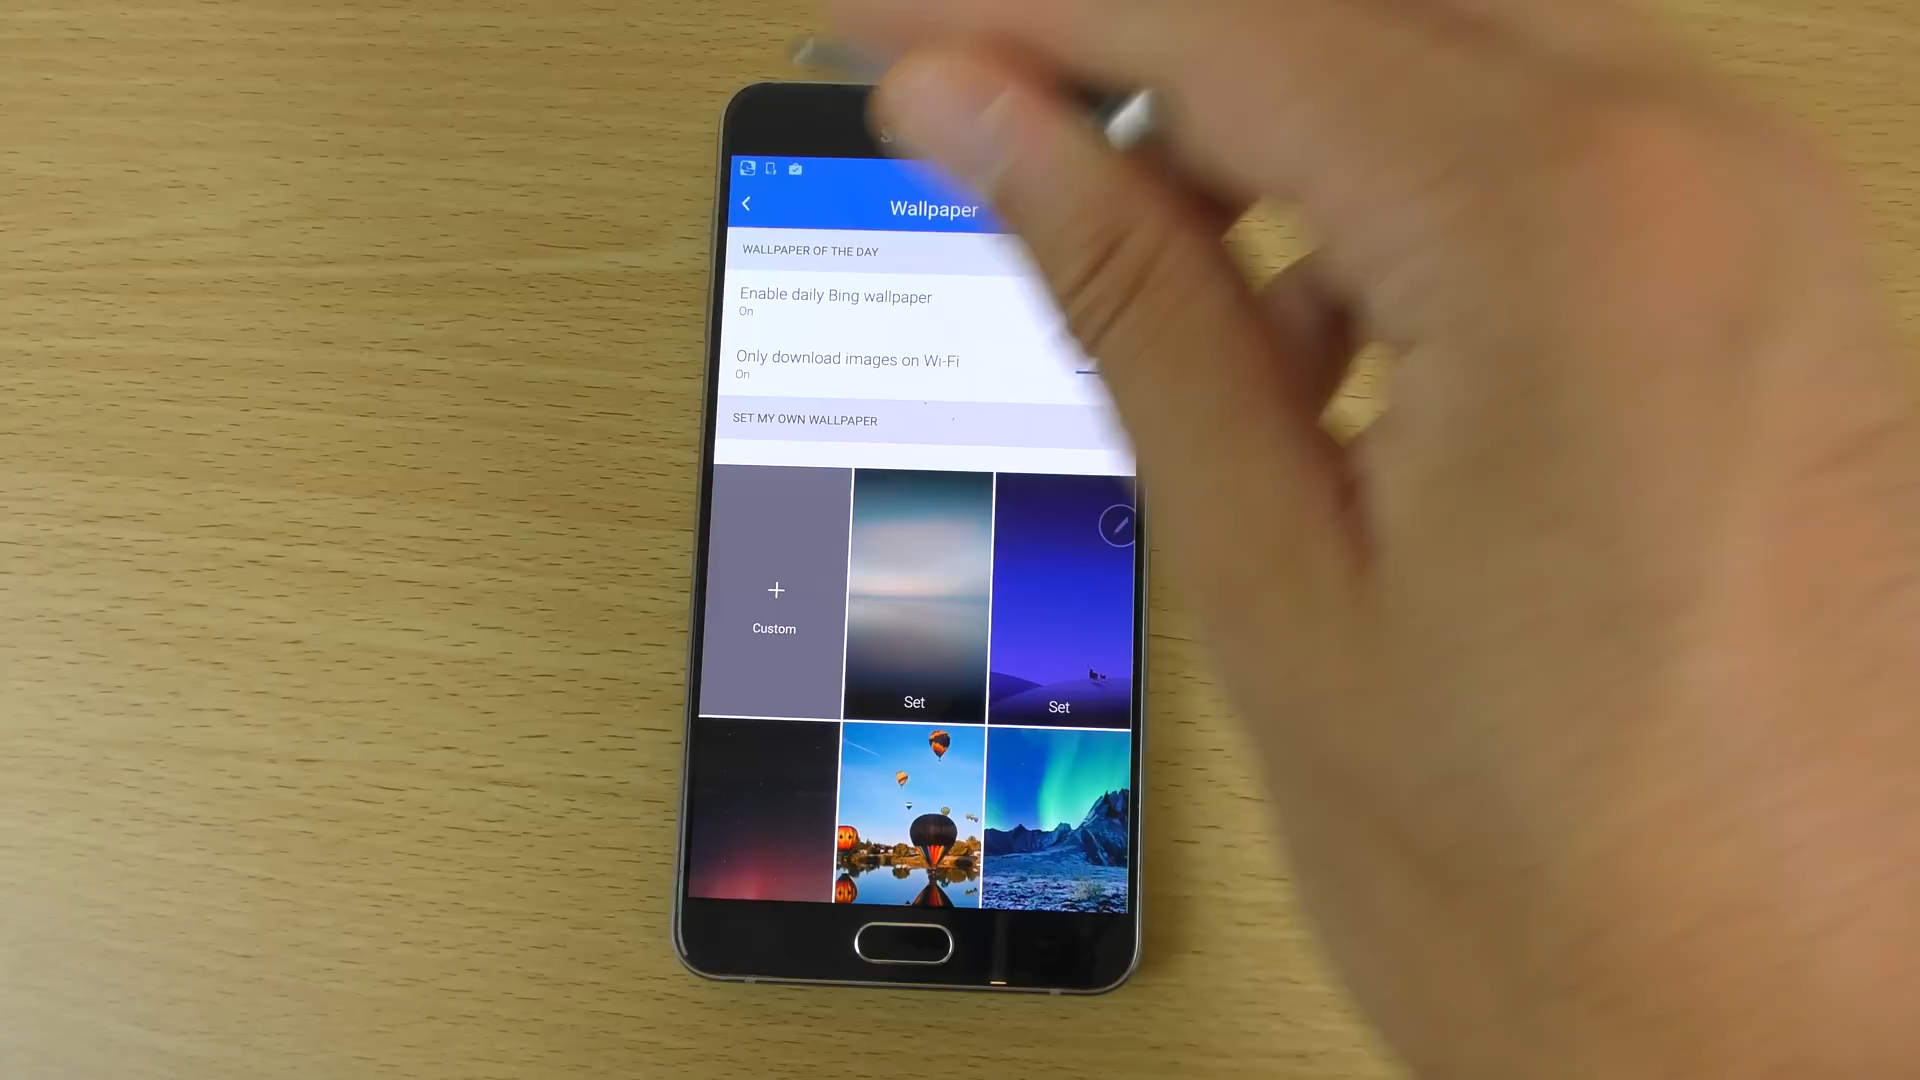 Wallpaper
WALLPAPER OF THE DAY
Enable daily Bing wallpaper
On
Only download images on Wi-Fi
On
SET MY OWN WALLPAPER
Custom
Set
Set